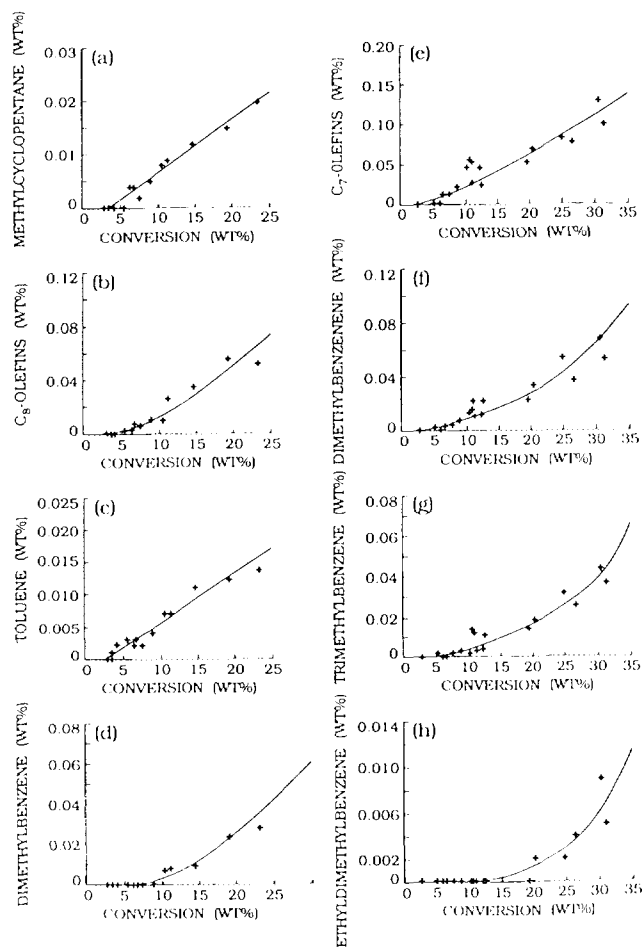 (a)
METHYLCYCLOPENTANE (WT%)
0.03
0.02
0.01
0
0 5 10 15 20 25
CONVERSION (WT%)
(b)
C8-OLEFINS (WT%)
0.12
0.08
0.04
0
0 5 10 15 20 25
CONVERSION (WT%)
(c)
TOLUENE (WT%)
0.025
0.020
0.015
0.010
0.005
0
0 5 10 15 20 25
CONVERSION (WT%)
(d)
DIMETHYLBENZENE (WT%)
0.08
0.06
0.04
0.02
0
0 5 10 15 20 25
CONVERSION (WT%)
(e)
C7-OLEFINS (WT%)
0.20
0.15
0.10
0.05
0
0 5 10 15 20 25 30 35
CONVERSION (WT%)
(f)
DIMETHYLBENZENENE (WT%)
0.12
0.08
0.04
0
0 5 10 15 20 25 30 35
CONVERSION (WT%)
(g)
TRIMETHYLBENZENE (WT%)
0.08
0.06
0.04
0.02
0
0 5 10 15 20 25 30 35
CONVERSION (WT%)
(h)
ETHYLDIMETHYLBENZENE (WT%)
0.014
0.010
0.006
0.002
0.000
0 5 10 15 20 25 30 35
CONVERSION (WT%)